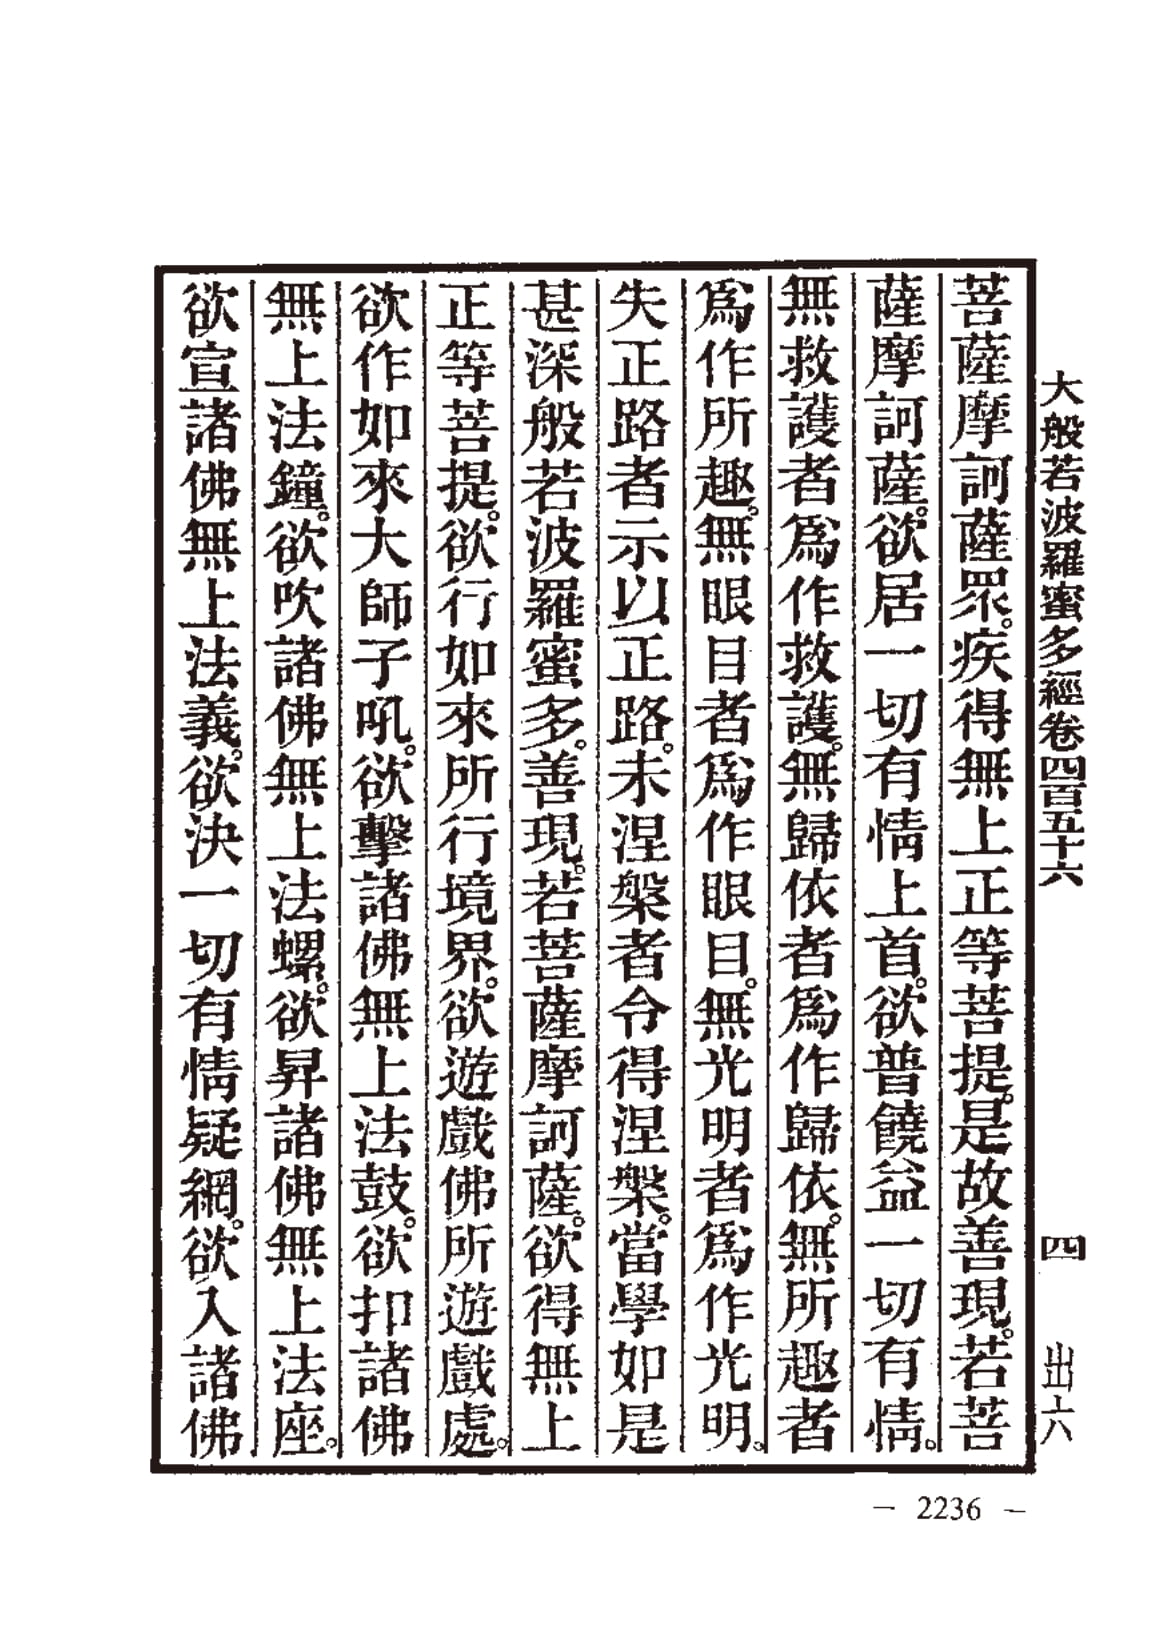 大般若波羅蜜多經卷四百五十六　四　出六
菩薩摩訶薩眾。疾得無上正等菩提。是故善現。若菩
薩摩訶薩。欲居一切有情上首。欲普饒益一切有情。
無救護者爲作救護。無歸依者爲作歸依。無所趣者
爲作所趣。無眼目者爲作眼目。無光明者爲作光明。
失正路者示以正路。未涅槃者令得涅槃。當學如是
甚深般若波羅蜜多。善現。若菩薩摩訶薩。欲得無上
正等菩提。欲行如來所行境界。欲遊戲佛所遊戲處。
欲作如來大師子吼。欲擊諸佛無上法鼓。欲扣諸佛
無上法鐘。欲吹諸佛無上法螺。欲昇諸佛無上法座。
欲宣諸佛無上法義。欲決一切有情疑網。欲入諸佛
— 2236 —